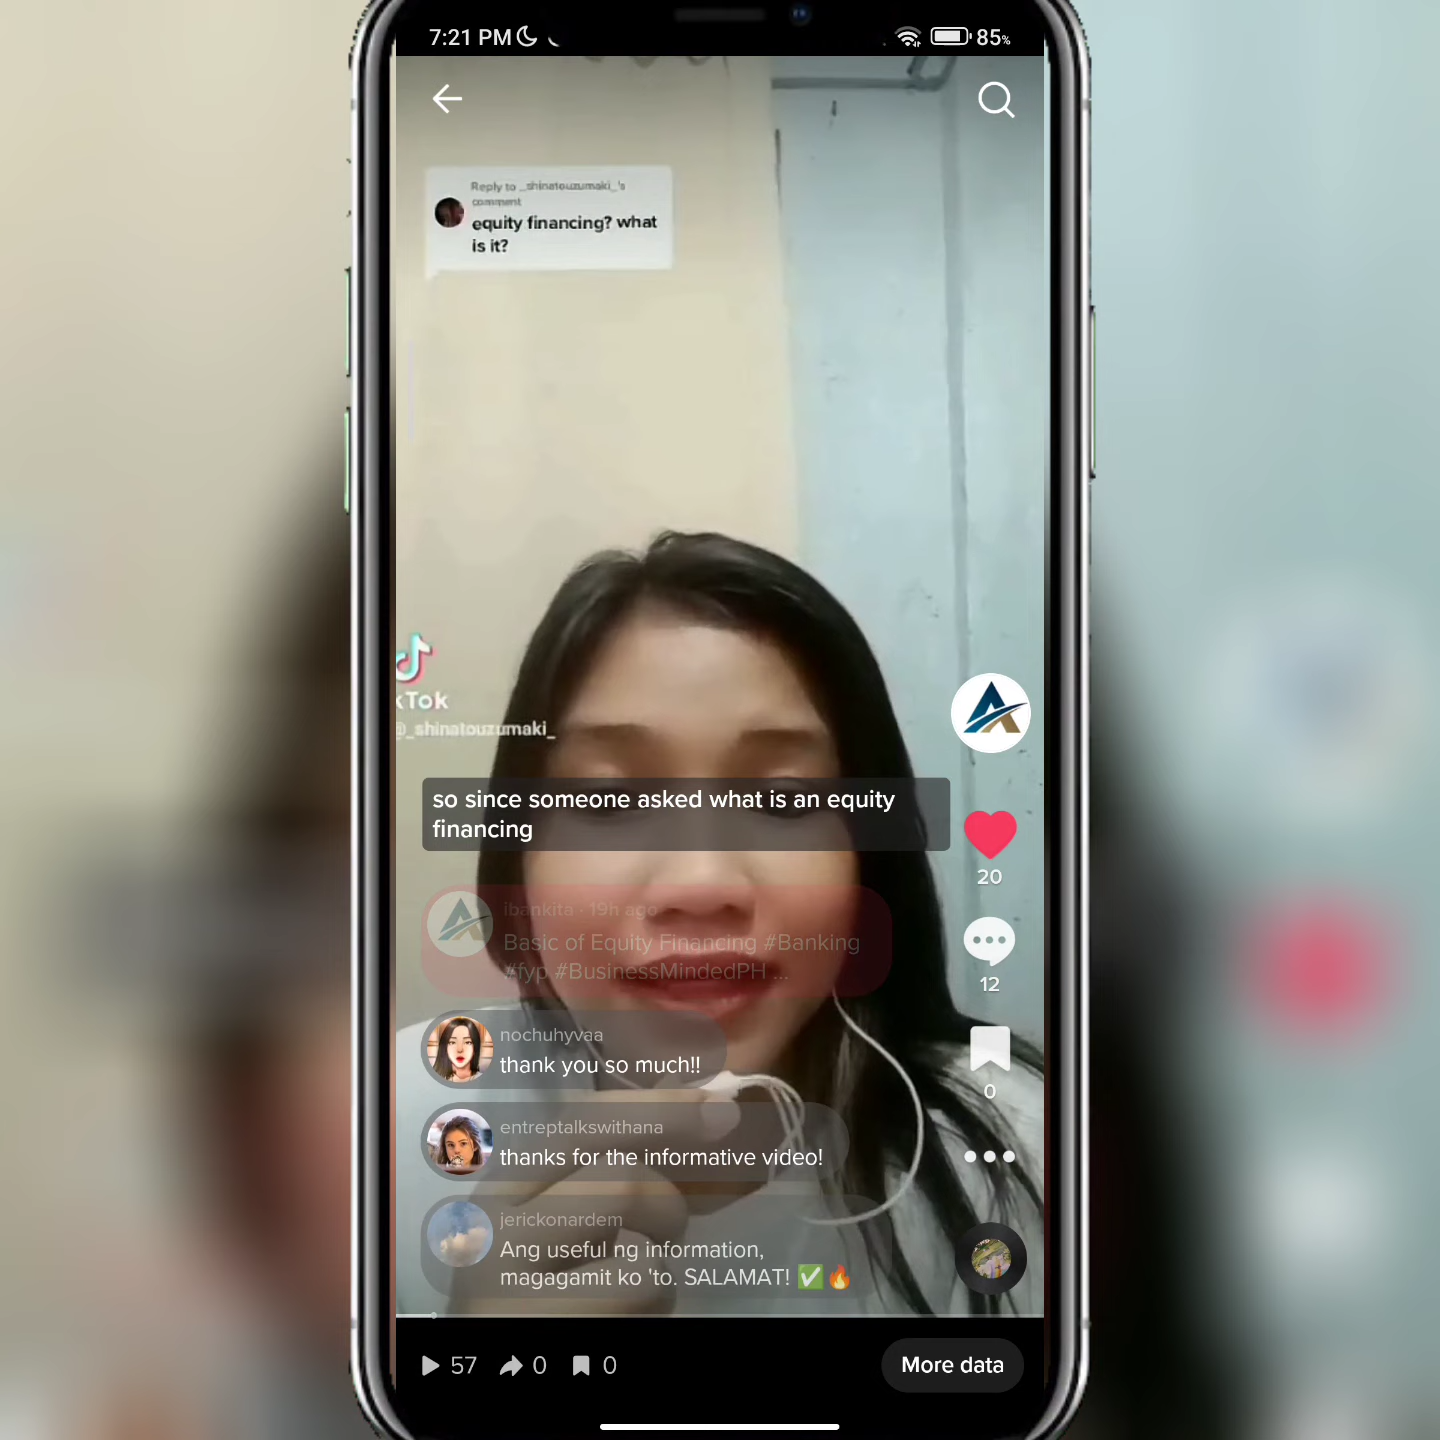 7:21 PM
85%
Reply to _shinatouzumaki_'s
comment
equity financing? what
is it?
kTok
@_shinatouzumaki_
so since someone asked what is an equity
financing
20
ibankita · 19h ago
Basic of Equity Financing #Banking
#fyp #BusinessMindedPH ...
12
nochuhyvaa
thank you so much!!
0
entreptalkswithana
thanks for the informative video!
jerickonardem
Ang useful ng information,
magagamit ko 'to. SALAMAT! ✅🔥
57
0
0
More data